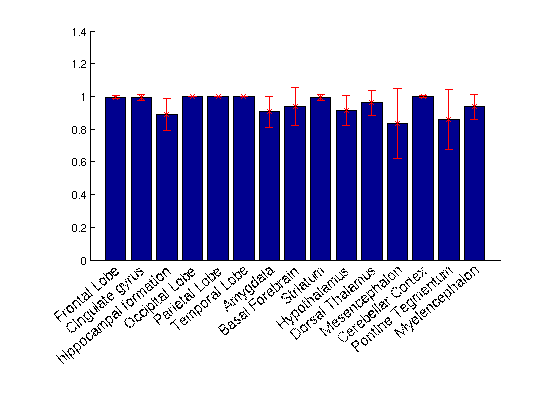 1.4
1.2
1
0.8
0.6
0.4
0.2
0
Frontal Lobe
Cingulate gyrus
hippocampal formation
Occipital Lobe
Parietal Lobe
Temporal Lobe
Amygdala
Basal Forebrain
Striatum
Hypothalamus
Dorsal Thalamus
Mesencephalon
Cerebellar Cortex
Pontine Tegmentum
Myelencephalon